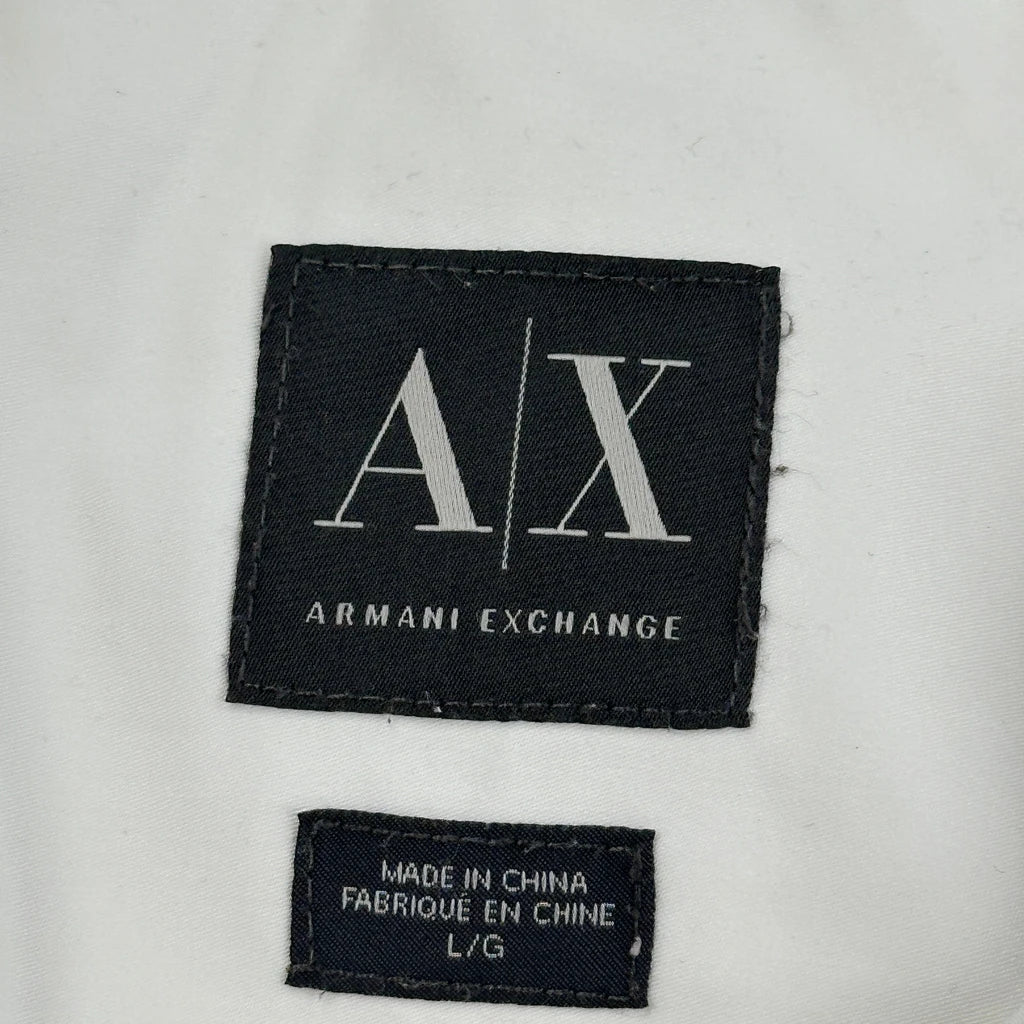 A|X
ARMANI EXCHANGE
MADE IN CHINA
FABRIQUÉ EN CHINE
L/G